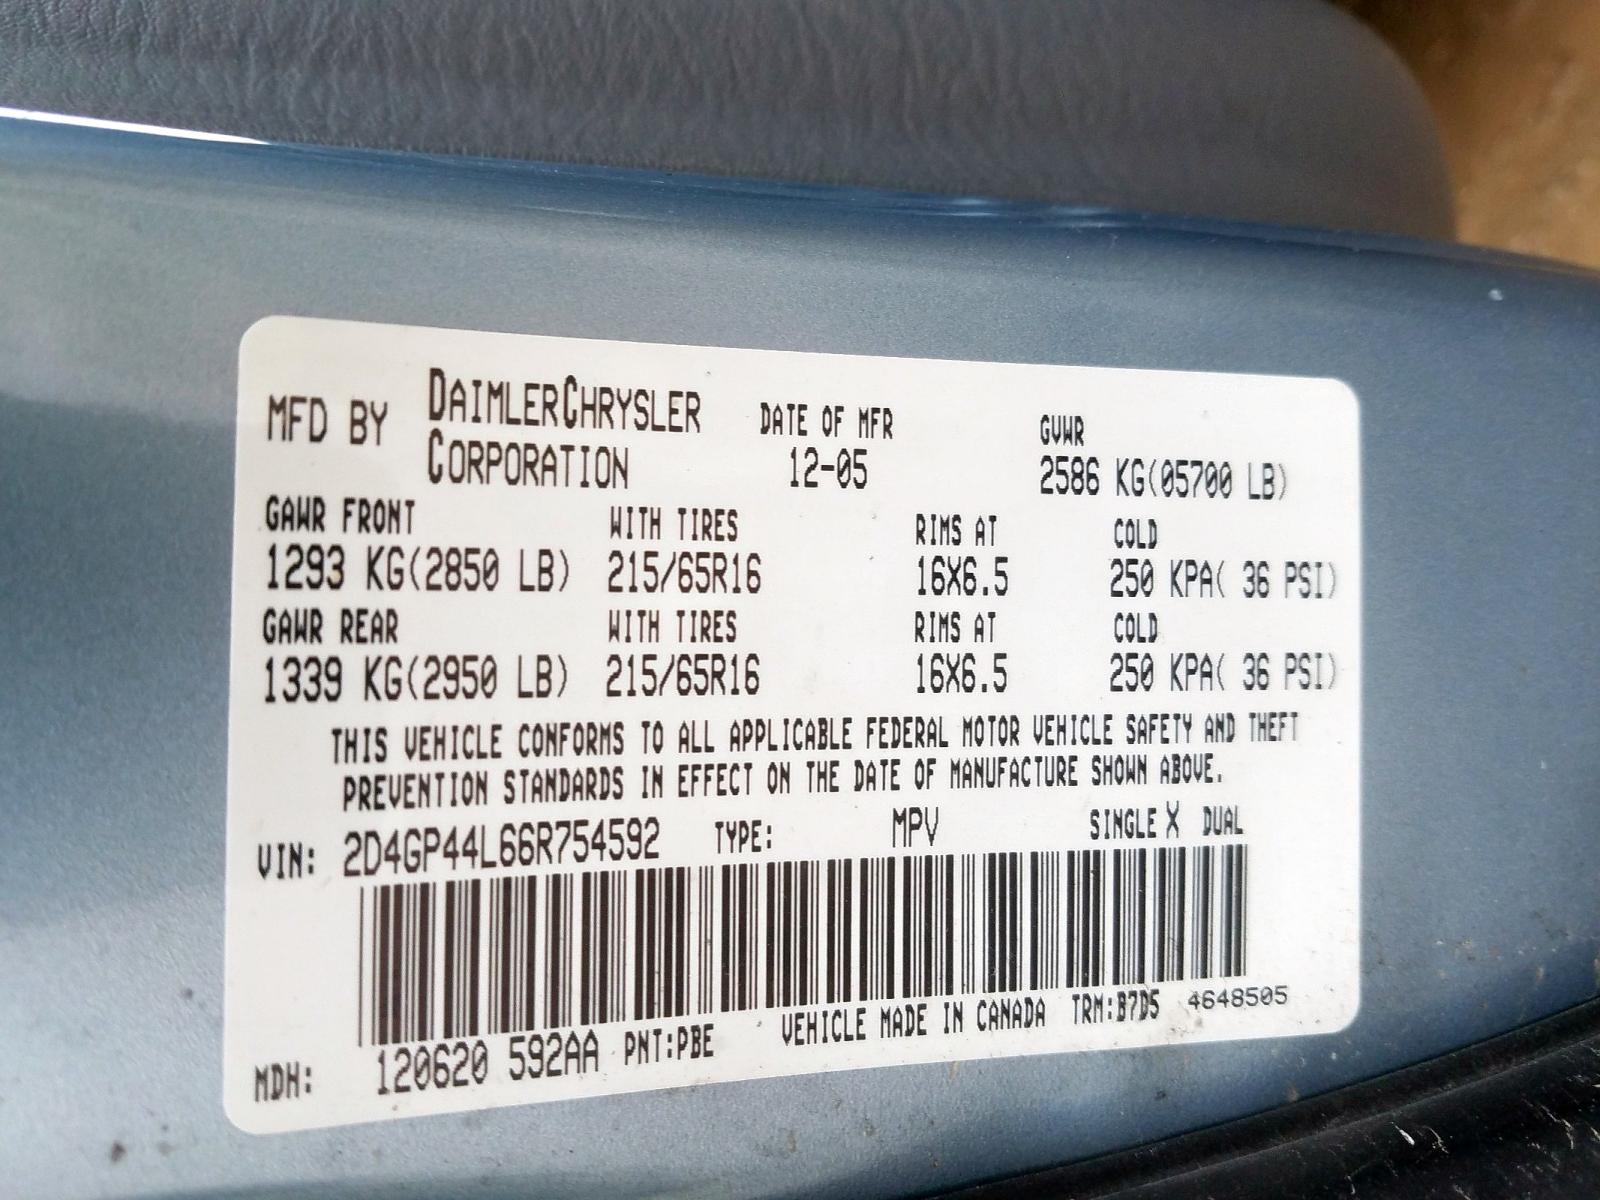 MFD BY DAIMLERCHRYSLER CORPORATION DATE OF MFR 12-05 GVWR 2586 KG(05700 LB)
GAWR FRONT WITH TIRES RIMS AT COLD
1293 KG(2850 LB) 215/65R16 16X6.5 250 KPA( 36 PSI)
GAWR REAR WITH TIRES RIMS AT COLD
1339 KG(2950 LB) 215/65R16 16X6.5 250 KPA( 36 PSI)
THIS VEHICLE CONFORMS TO ALL APPLICABLE FEDERAL MOTOR VEHICLE SAFETY AND THEFT
PREVENTION STANDARDS IN EFFECT ON THE DATE OF MANUFACTURE SHOWN ABOVE.
VIN: 2D4GP44L66R754592 TYPE: MPV SINGLE X DUAL
MDH: 120620 592AA PNT:PBE VEHICLE MADE IN CANADA TRM:B7D5 4648505